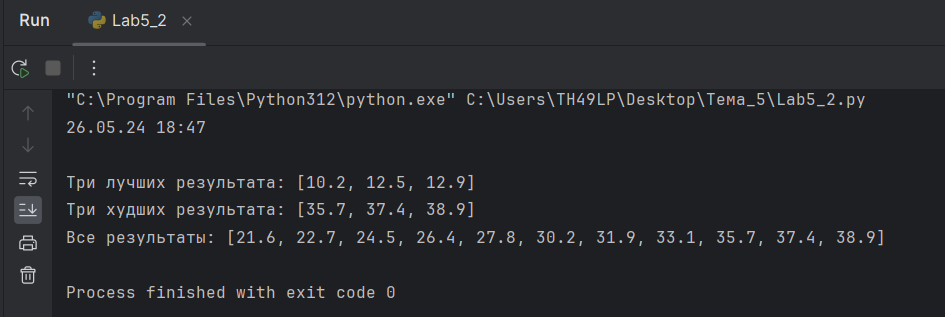 Run Lab5_2
"C:\Program Files\Python312\python.exe" C:\Users\TH49LP\Desktop\Тема_5\Lab5_2.py
26.05.24 18:47
Три лучших результата: [10.2, 12.5, 12.9]
Три худших результата: [35.7, 37.4, 38.9]
Все результаты: [21.6, 22.7, 24.5, 26.4, 27.8, 30.2, 31.9, 33.1, 35.7, 37.4, 38.9]
Process finished with exit code 0